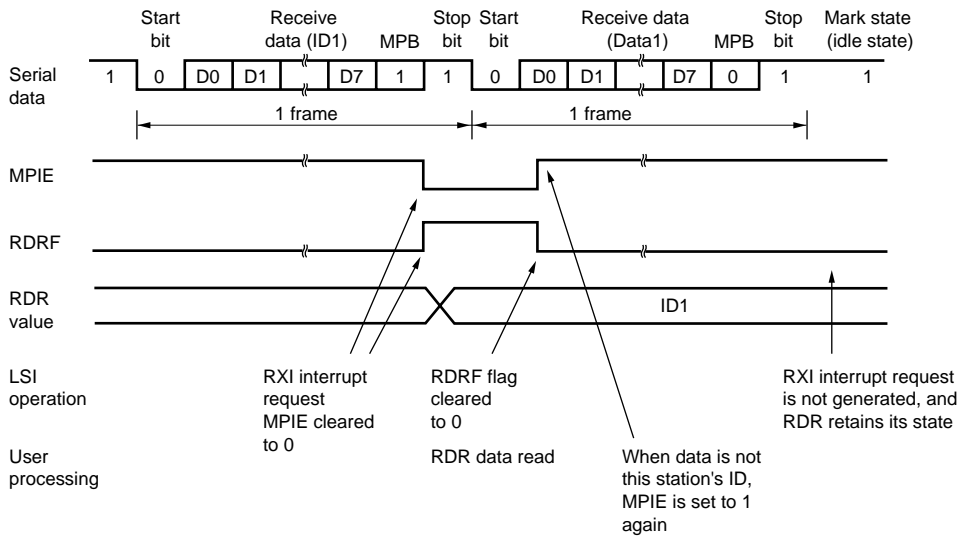 Start bit
Receive data (ID1)
MPB
Stop bit
Start bit
Receive data (Data1)
MPB
Stop bit
Mark state (idle state)
Serial data
1 0 D0 D1 D7 1 1 0 D0 D1 D7 0 1 1
1 frame
1 frame
MPIE
RDRF
RDR value
ID1
LSI operation
RXI interrupt request
MPIE cleared to 0
RDRF flag cleared to 0
RXI interrupt request is not generated, and RDR retains its state
User processing
RDR data read
When data is not this station's ID, MPIE is set to 1 again